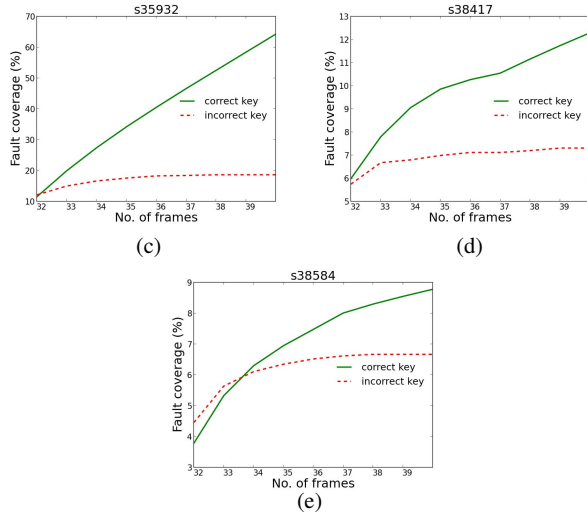 s35932
70
60
50
40
30
20
10
Fault coverage (%)
correct key
incorrect key
32 33 34 35 36 37 38 39
No. of frames
(c)
s38417
13
12
11
10
9
8
7
6
5
Fault coverage (%)
correct key
incorrect key
32 33 34 35 36 37 38 39
No. of frames
(d)
s38584
9
8
7
6
5
4
3
Fault coverage (%)
correct key
incorrect key
32 33 34 35 36 37 38 39
No. of frames
(e)